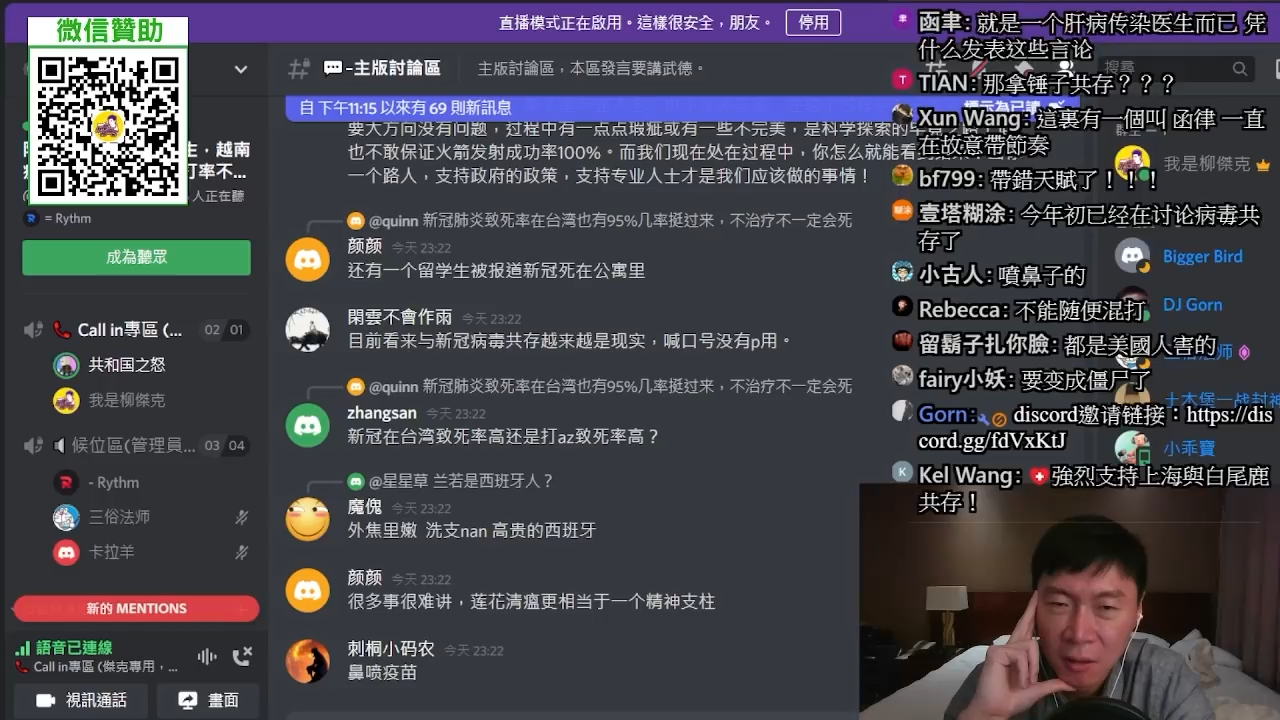 微信贊助
直播模式正在啟用。這樣很安全，朋友。
停用
-主版討論區
主版討論區，本區發言要講武德。
搜尋
自 下午11:15 以來有 69 則新訊息
標示為已讀
生，越南
打率不...
人正在聽
= Rythm
成為聽眾
Call in專區 (...
02 01
共和国之怒
我是柳傑克
候位區(管理員...
03 04
- Rythm
三俗法师
卡拉羊
新的 MENTIONS
語音已連線
Call in專區 (傑克專用，...
視訊通話
畫面
要大方向没有问题，过程中有一点点瑕疵或有一些不完美，是科学探索的
也不敢保证火箭发射成功率100%。而我们现在处在过程中，你怎么就能看到
一个路人，支持政府的政策，支持专业人士才是我们应该做的事情！
@quinn 新冠肺炎致死率在台湾也有95%几率挺过来，不治疗不一定会死
颜颜 今天 23:22
还有一个留学生被报道新冠死在公寓里
閑雲不會作雨 今天 23:22
目前看来与新冠病毒共存越来越是现实，喊口号没有p用。
@quinn 新冠肺炎致死率在台湾也有95%几率挺过来，不治疗不一定会死
zhangsan 今天 23:22
新冠在台湾致死率高还是打az致死率高？
@星星草 兰若是西班牙人？
魔傀 今天 23:22
外焦里嫩 洗支nan 高贵的西班牙
颜颜 今天 23:22
很多事很难讲，莲花清瘟更相当于一个精神支柱
刺桐小码农 今天 23:22
鼻喷疫苗
函聿: 就是一个肝病传染医生而已 凭
什么发表这些言论
TIAN: 那拿锤子共存？？？
Xun Wang: 這裏有一個叫 函律 一直
在故意帶節奏
bf799: 帶錯天賦了！！！
壹塔糊涂: 今年初已经在讨论病毒共
存了
小古人: 噴鼻子的
Rebecca: 不能随便混打
留鬍子扎你臉: 都是美國人害的
fairy小妖: 要变成僵尸了
Gorn: discord邀请链接：https://dis
cord.gg/fdVxKtJ
Kel Wang: 強烈支持上海與白尾鹿
共存！
我是柳傑克
Bigger Bird
DJ Gorn
三俗法师
土木堡一战封神
小乖寶